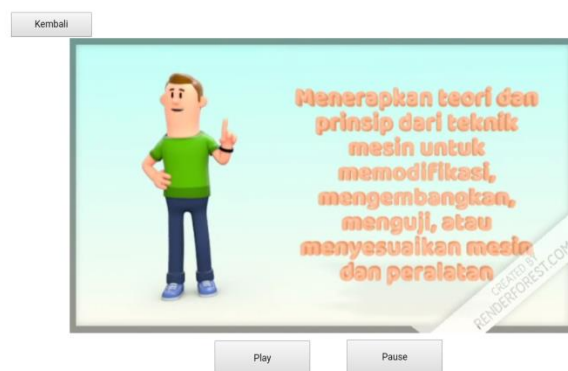 Kembali
Menerapkan teori dan
prinsip dari teknik
mesin untuk
memodifikasi,
mengembangkan,
menguji, atau
menyesuaikan mesin
dan peralatan
CREATED BY
RENDERFOREST.COM
Play
Pause